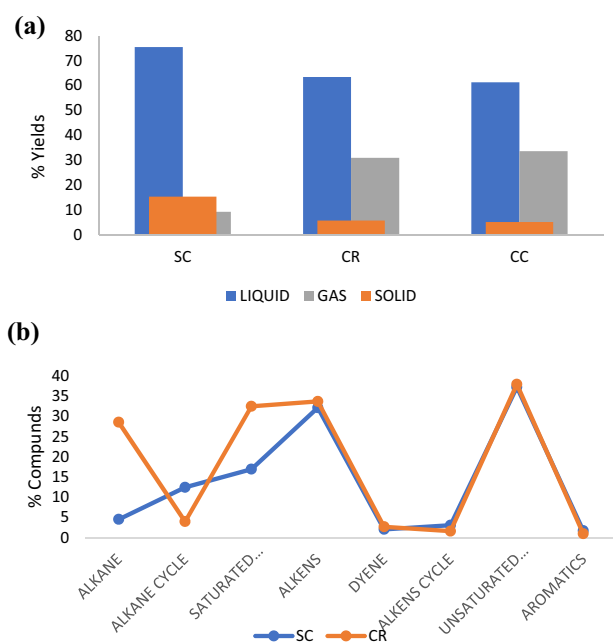 (a)
80
70
60
50
40
30
20
10
0
% Yields
SC CR CC
LIQUID GAS SOLID
(b)
40
35
30
25
20
15
10
5
0
% Compunds
ALKANE
ALKANE CYCLE
SATURATED...
ALKENS
DYENE
ALKENS CYCLE
UNSATURATED...
AROMATICS
SC CR